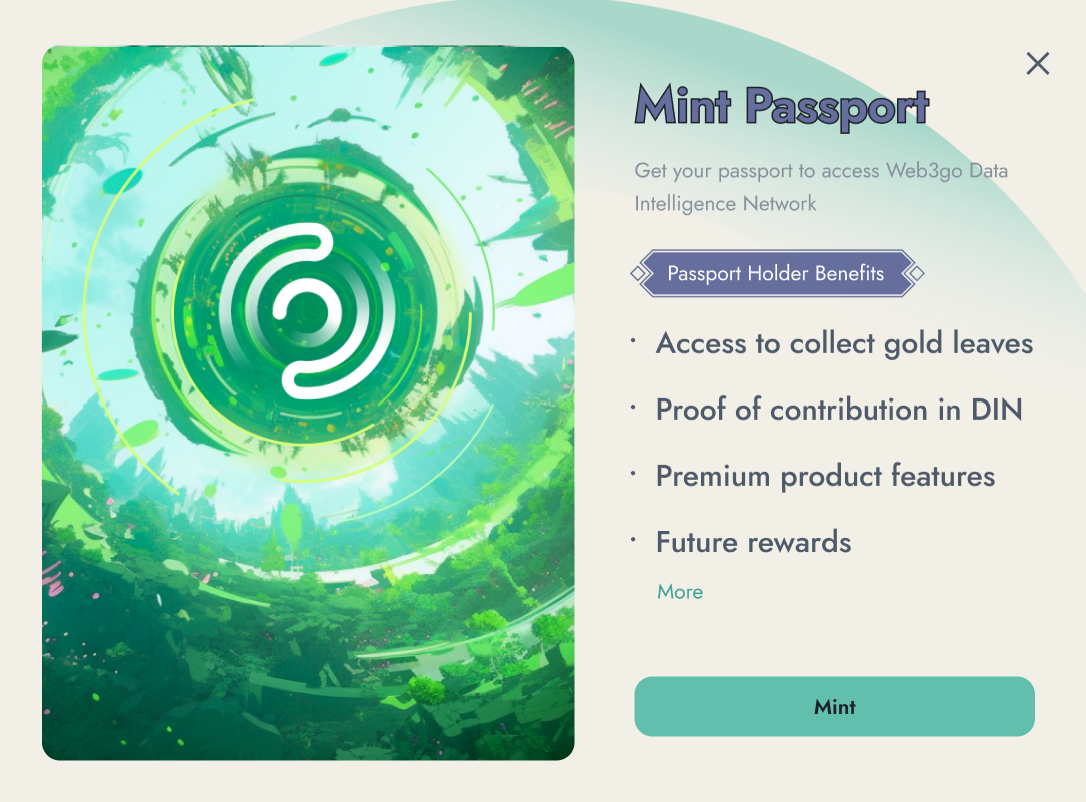 Mint Passport
Get your passport to access Web3go Data
Intelligence Network
Passport Holder Benefits
· Access to collect gold leaves
· Proof of contribution in DIN
· Premium product features
· Future rewards
More
Mint